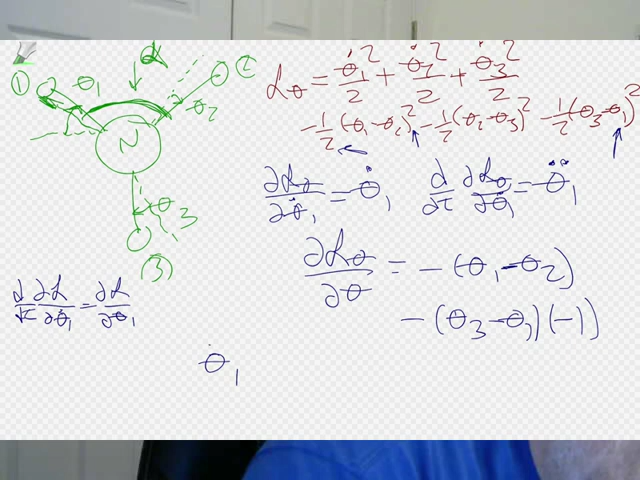 ① θ₁ α ② θ₂
N
θ₃
(3)
d/dt ∂ℒ/∂θ̇₁ = ∂ℒ/∂θ₁
ℒ_θ = θ̇₁²/2 + θ̇₂²/2 + θ̇₃²/2
-1/2(θ₁-θ₂)² -1/2(θ₂-θ₃)² -1/2(θ₃-θ₁)²
∂ℒ_θ/∂θ̇₁ = θ̇₁ d/dt ∂ℒ_θ/∂θ̇₁ = θ̈₁
∂ℒ_θ/∂θ = -(θ₁-θ₂)
-(θ₃-θ₁)(-1)
θ̇₁